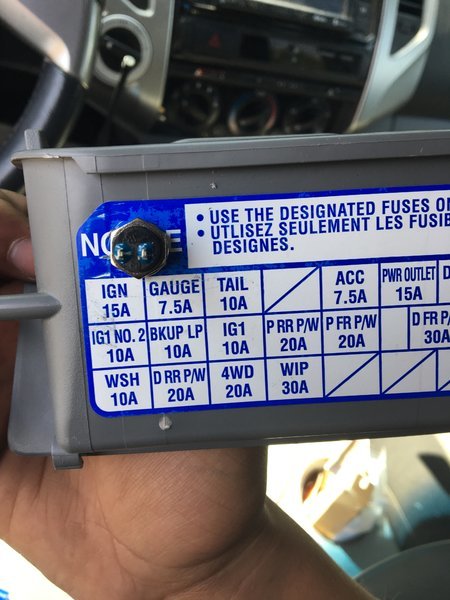 • USE THE DESIGNATED FUSES
• UTLISEZ SEULEMENT LES
DESIGNES.
IGN GAUGE TAIL ACC PWR OUTLET
15A 7.5A 10A 7.5A 15A
IG1 NO. 2 BKUP LP IG1 P RR P/W P FR P/W D FR
10A 10A 10A 20A 20A 30A
WSH D RR P/W 4WD WIP
10A 20A 20A 30A